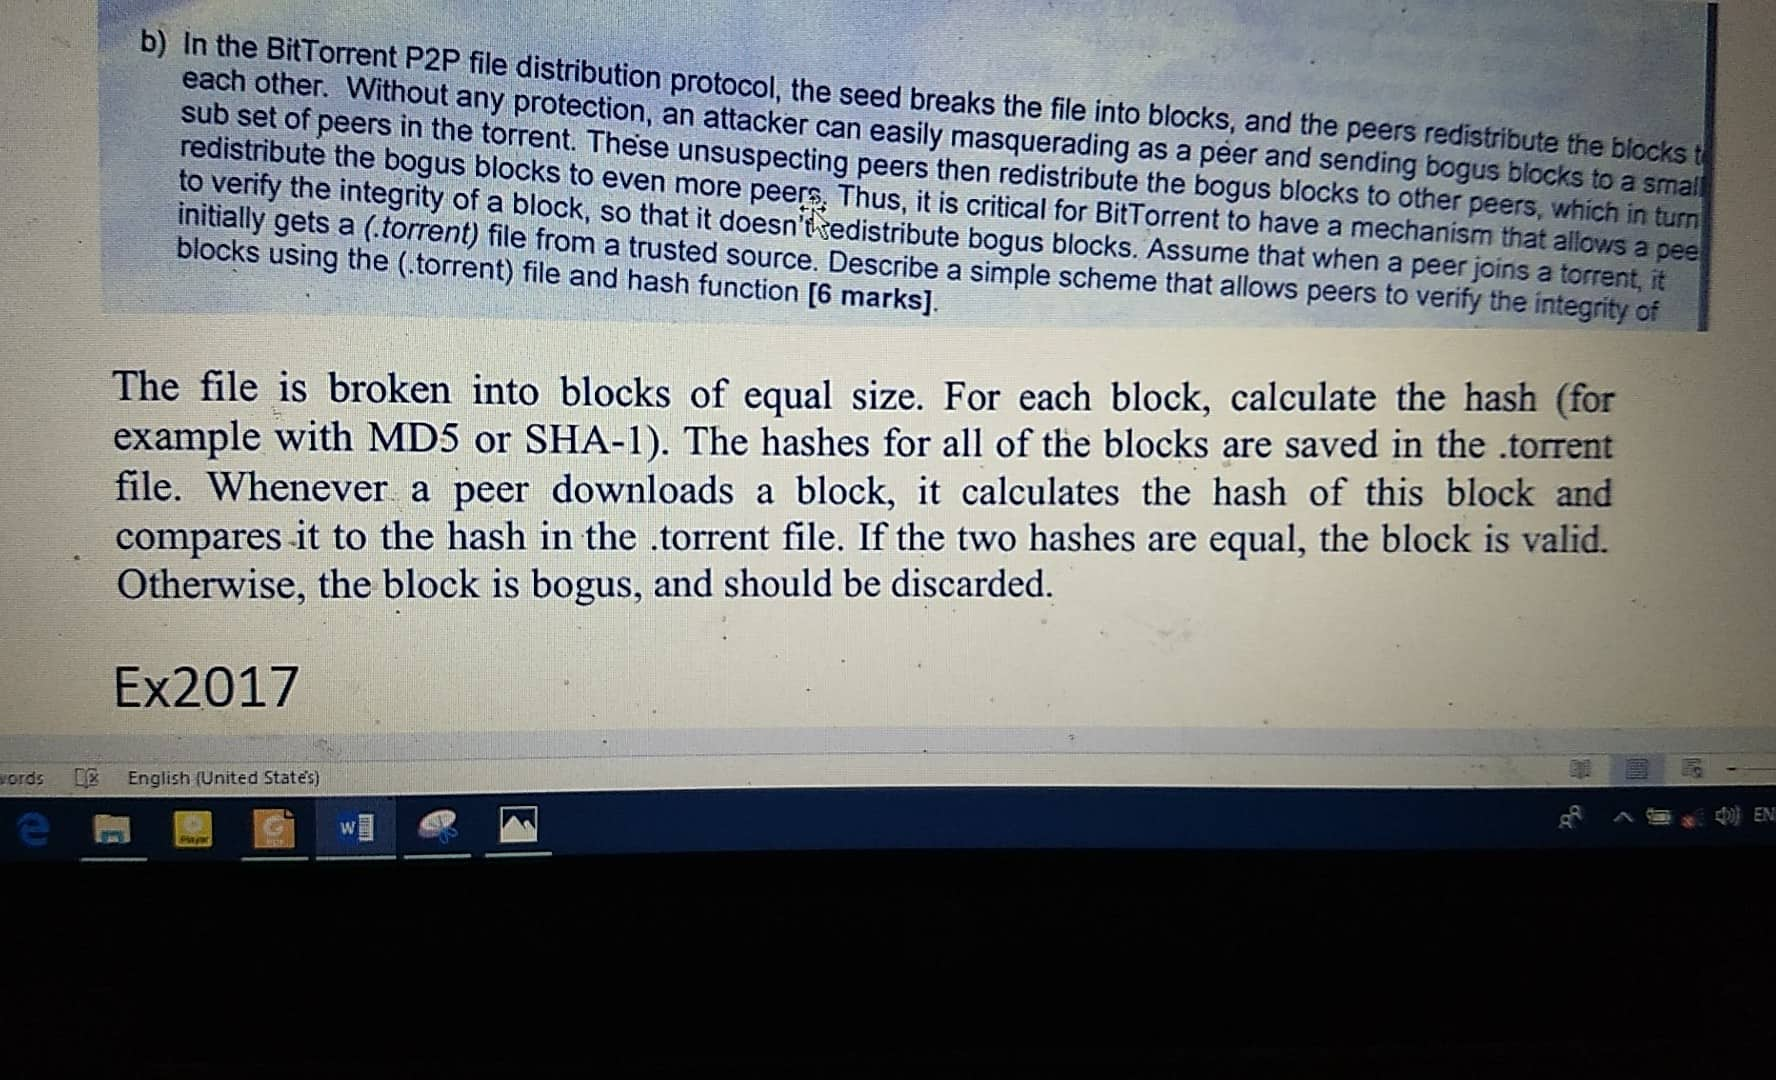 b) In the BitTorrent P2P file distribution protocol, the seed breaks the file into blocks, and the peers redistribute the blocks
each other. Without any protection, an attacker can easily masquerading as a peer and sending bogus blocks to a small
sub set of peers in the torrent. These unsuspecting peers then redistribute the bogus blocks to other peers, which in turn
redistribute the bogus blocks to even more peers. Thus, it is critical for BitTorrent to have a mechanism that allows a pee
to verify the integrity of a block, so that it doesn't redistribute bogus blocks. Assume that when a peer joins a torrent, it
initially gets a (.torrent) file from a trusted source. Describe a simple scheme that allows peers to verify the integrity of
blocks using the (.torrent) file and hash function [6 marks].
The file is broken into blocks of equal size. For each block, calculate the hash (for
example with MD5 or SHA-1). The hashes for all of the blocks are saved in the .torrent
file. Whenever a peer downloads a block, it calculates the hash of this block and
compares it to the hash in the .torrent file. If the two hashes are equal, the block is valid.
Otherwise, the block is bogus, and should be discarded.
Ex2017
words English (United States)
Player G W EN